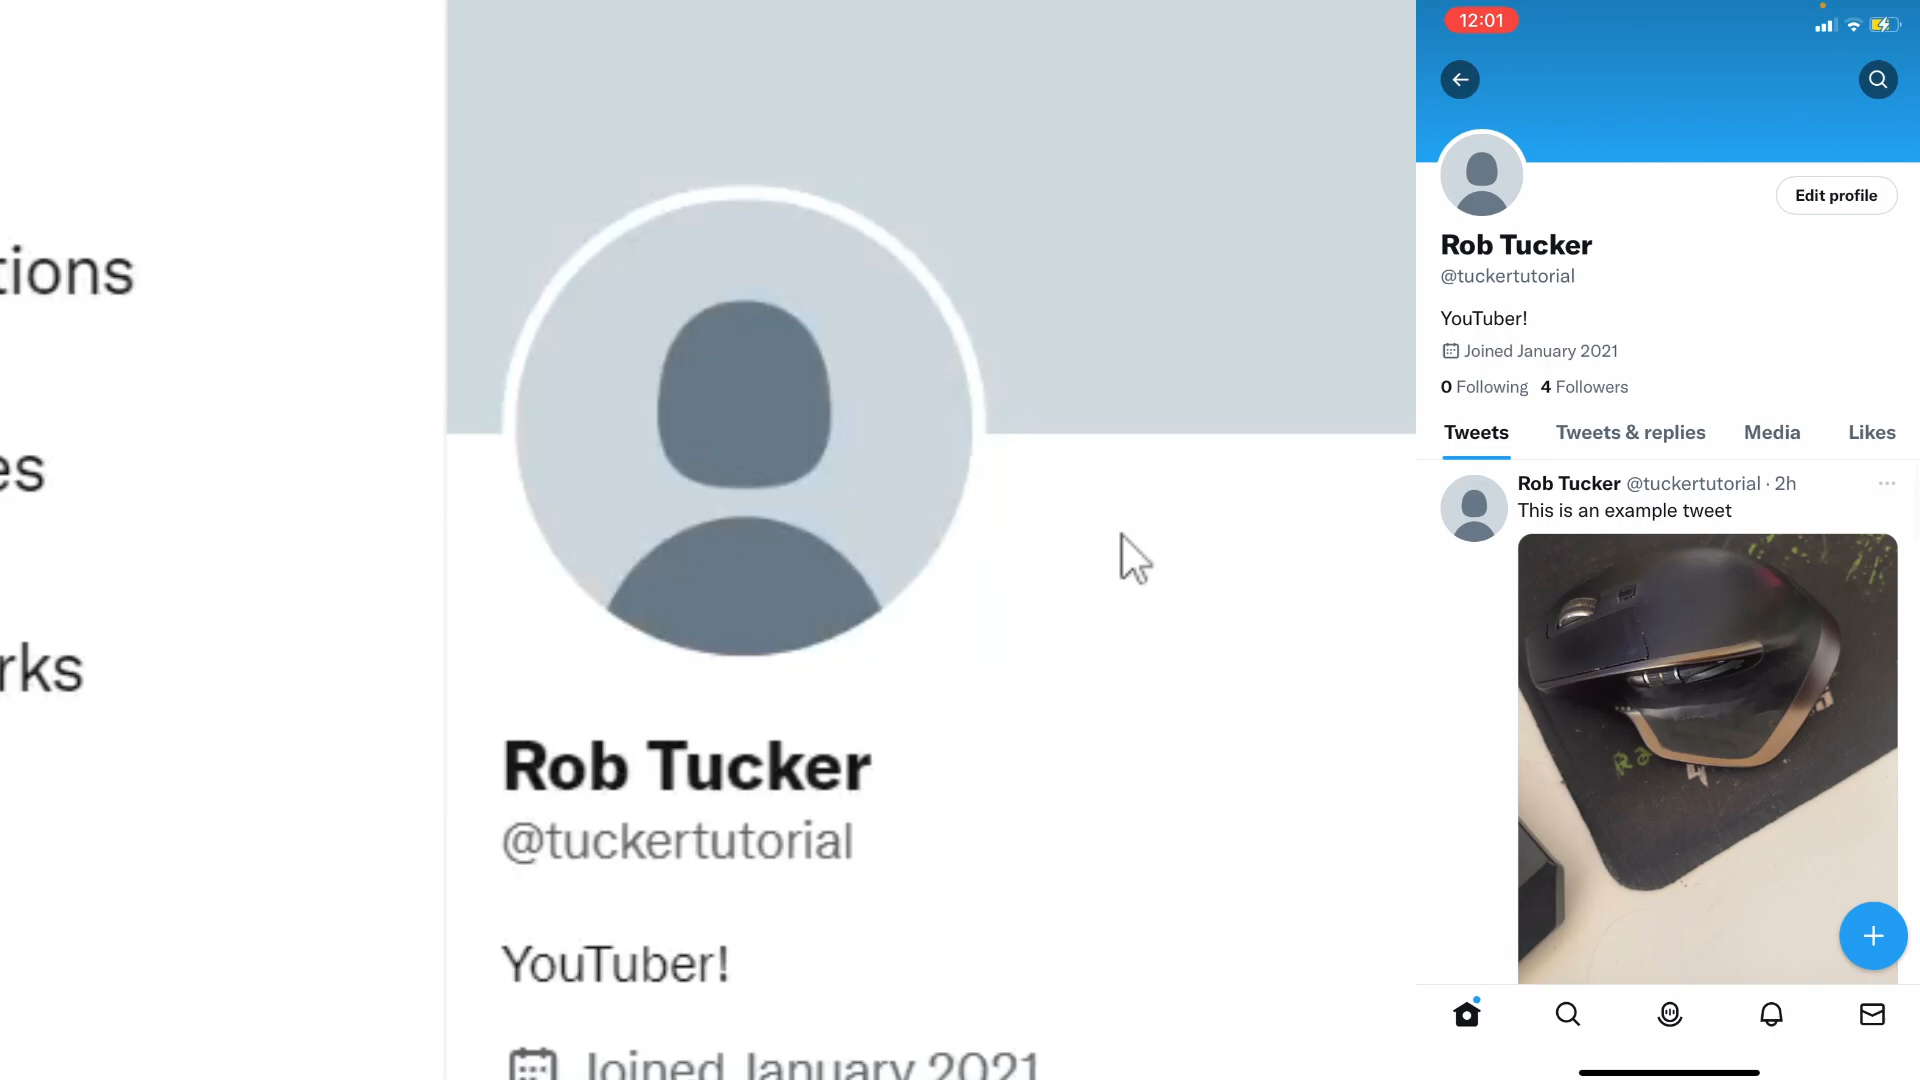 tions
es
rks
Rob Tucker
@tuckertutorial
YouTuber!
Joined January 2021
12:01
Edit profile
Rob Tucker
@tuckertutorial
YouTuber!
Joined January 2021
0 Following 4 Followers
Tweets Tweets & replies Media Likes
Rob Tucker @tuckertutorial · 2h
This is an example tweet